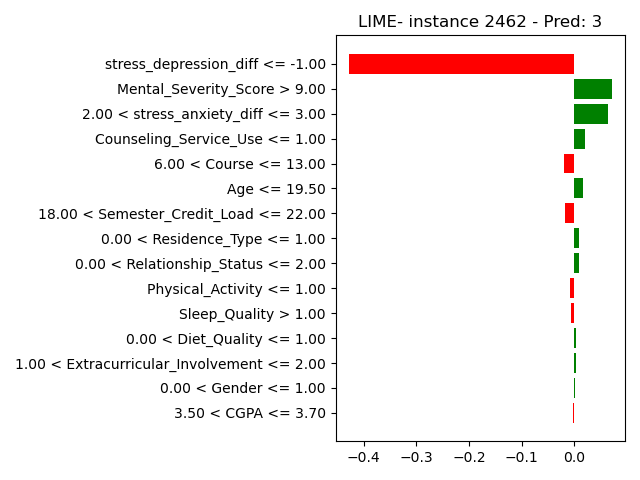 LIME- instance 2462 - Pred: 3
stress_depression_diff <= -1.00
Mental_Severity_Score > 9.00
2.00 < stress_anxiety_diff <= 3.00
Counseling_Service_Use <= 1.00
6.00 < Course <= 13.00
Age <= 19.50
18.00 < Semester_Credit_Load <= 22.00
0.00 < Residence_Type <= 1.00
0.00 < Relationship_Status <= 2.00
Physical_Activity <= 1.00
Sleep_Quality > 1.00
0.00 < Diet_Quality <= 1.00
1.00 < Extracurricular_Involvement <= 2.00
0.00 < Gender <= 1.00
3.50 < CGPA <= 3.70
−0.4 −0.3 −0.2 −0.1 0.0